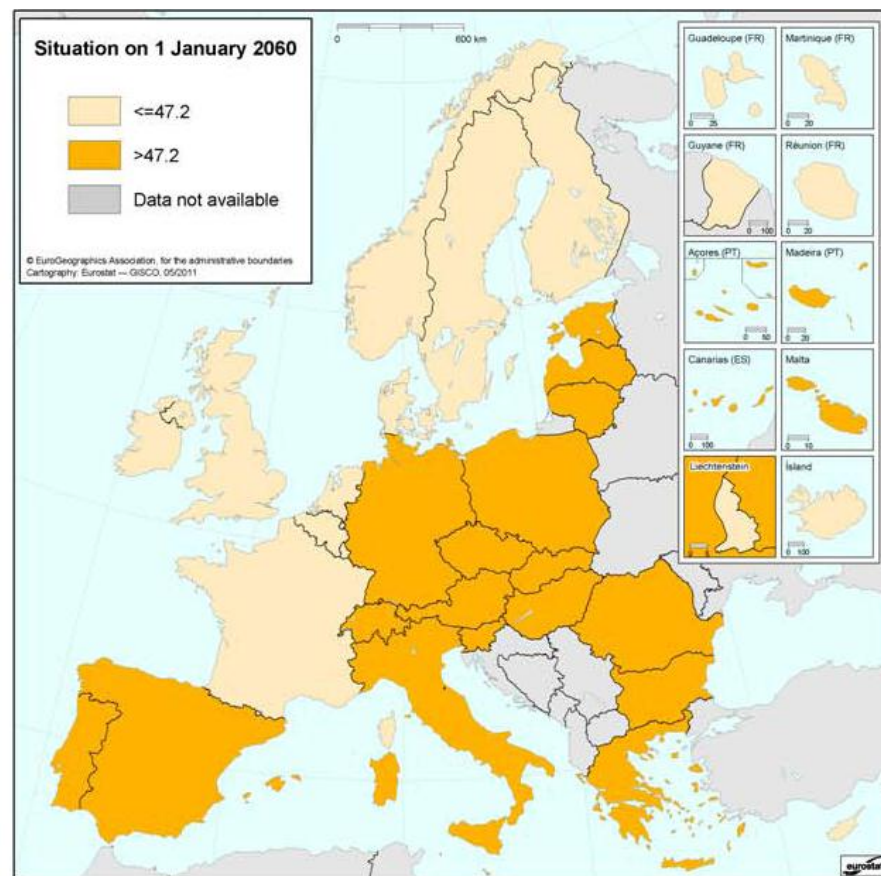 Situation on 1 January 2060
<=47.2
>47.2
Data not available
© EuroGeographics Association, for the administrative boundaries
Cartography: Eurostat — GISCO, 05/2011
0 600 km
Guadeloupe (FR)
0 25
Martinique (FR)
0 20
Guyane (FR)
0 100
Réunion (FR)
0 20
Açores (PT)
0 50
Madeira (PT)
0 20
Canarias (ES)
0 100
Malta
0 10
Liechtenstein
Ísland
0 100
eurostat